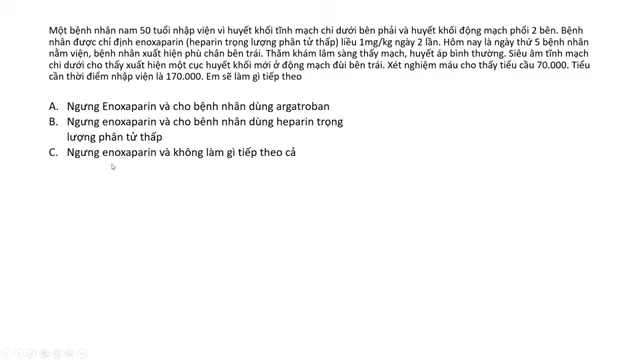 Một bệnh nhân nam 50 tuổi nhập viện vì huyết khối tĩnh mạch chi dưới bên phải và huyết khối động mạch phổi 2 bên. Bệnh
nhân được chỉ định enoxaparin (heparin trọng lượng phân tử thấp) liều 1mg/kg ngày 2 lần. Hôm nay là ngày thứ 5 bệnh nhân
nằm viện, bệnh nhân xuất hiện phù chân bên trái. Thăm khám lâm sàng thấy mạch, huyết áp bình thường. Siêu âm tĩnh mạch
chi dưới cho thấy xuất hiện một cục huyết khối mới ở động mạch đùi bên trái. Xét nghiệm máu cho thấy tiểu cầu 70.000. Tiểu
cần thời điểm nhập viện là 170.000. Em sẽ làm gì tiếp theo
A. Ngưng Enoxaparin và cho bệnh nhân dùng argatroban
B. Ngưng enoxaparin và cho bênh nhân dùng heparin trọng
lượng phân tử thấp
C. Ngưng enoxaparin và không làm gì tiếp theo cả